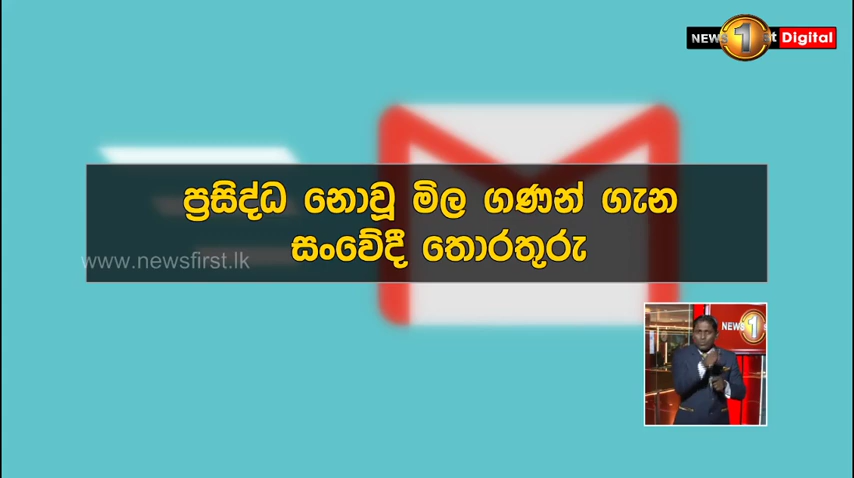 NEWS 1st Digital
ප්‍රසිද්ධ නොවූ මිල ගණන් ගැන
සංවේදී තොරතුරු
www.newsfirst.lk
NEWS 1